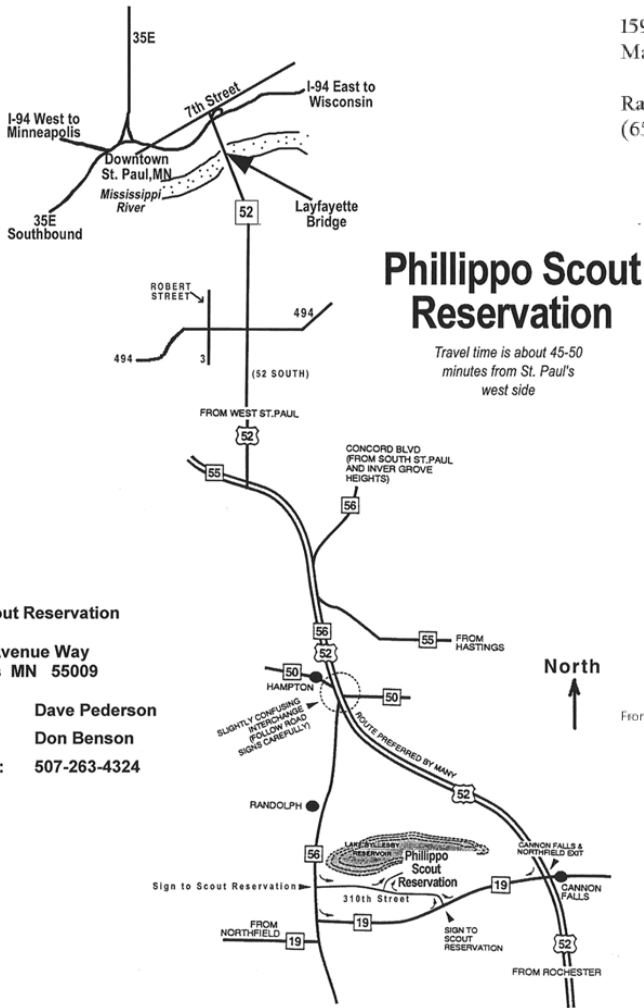 35E
159
Ma
Ra
(65
7th Street
I-94 East to
Wisconsin
I-94 West to
Minneapolis
Downtown
St. Paul,MN
Mississippi
River
Layfayette
Bridge
35E
Southbound
52
Phillippo Scout
Reservation
Travel time is about 45-50
minutes from St. Paul's
west side
ROBERT
STREET
494
494
3
(52 SOUTH)
FROM WEST ST.PAUL
52
CONCORD BLVD
(FROM SOUTH ST.PAUL
AND INVER GROVE
HEIGHTS)
55
56
out Reservation
venue Way
s MN 55009
Dave Pederson
Don Benson
: 507-263-4324
56
52
55
FROM
HASTINGS
50
HAMPTON
50
SLIGHTLY CONFUSING
INTERCHANGE
(FOLLOW ROAD
SIGNS CAREFULLY)
North
From
ROUTE PREFERRED BY MANY
52
RANDOLPH
56
LAKE BYLLESBY
RESERVOIR
Phillippo
Scout
Reservation
CANNON FALLS &
NORTHFIELD EXIT
CANNON
FALLS
Sign to Scout Reservation
310th Street
19
19
SIGN TO
SCOUT
RESERVATION
FROM
NORTHFIELD
19
52
FROM ROCHESTER